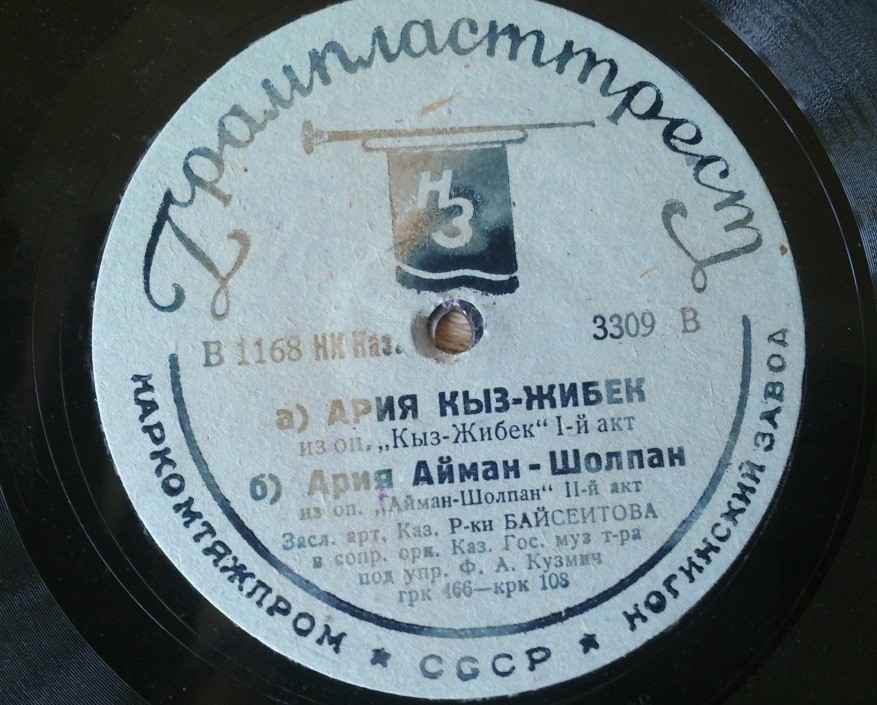 Грампласттрест
НЗ
В 1168 НК Каз. 3309 В
а) АРИЯ КЫЗ-ЖИБЕК
из оп. „Кыз-Жибек“ I-й акт
б) Ария Айман-Шолпан
из оп. „Айман-Шолпан“ II-й акт
Засл. арт. Каз. Р-ки БАЙСЕИТОВА
в сопр. орк. Каз. Гос. муз т-ра
под упр. Ф. А. Кузмич
грк 466—крк 108
НАРКОМТЯЖПРОМ ★ СССР ★ НОГИНСКИЙ ЗАВОД